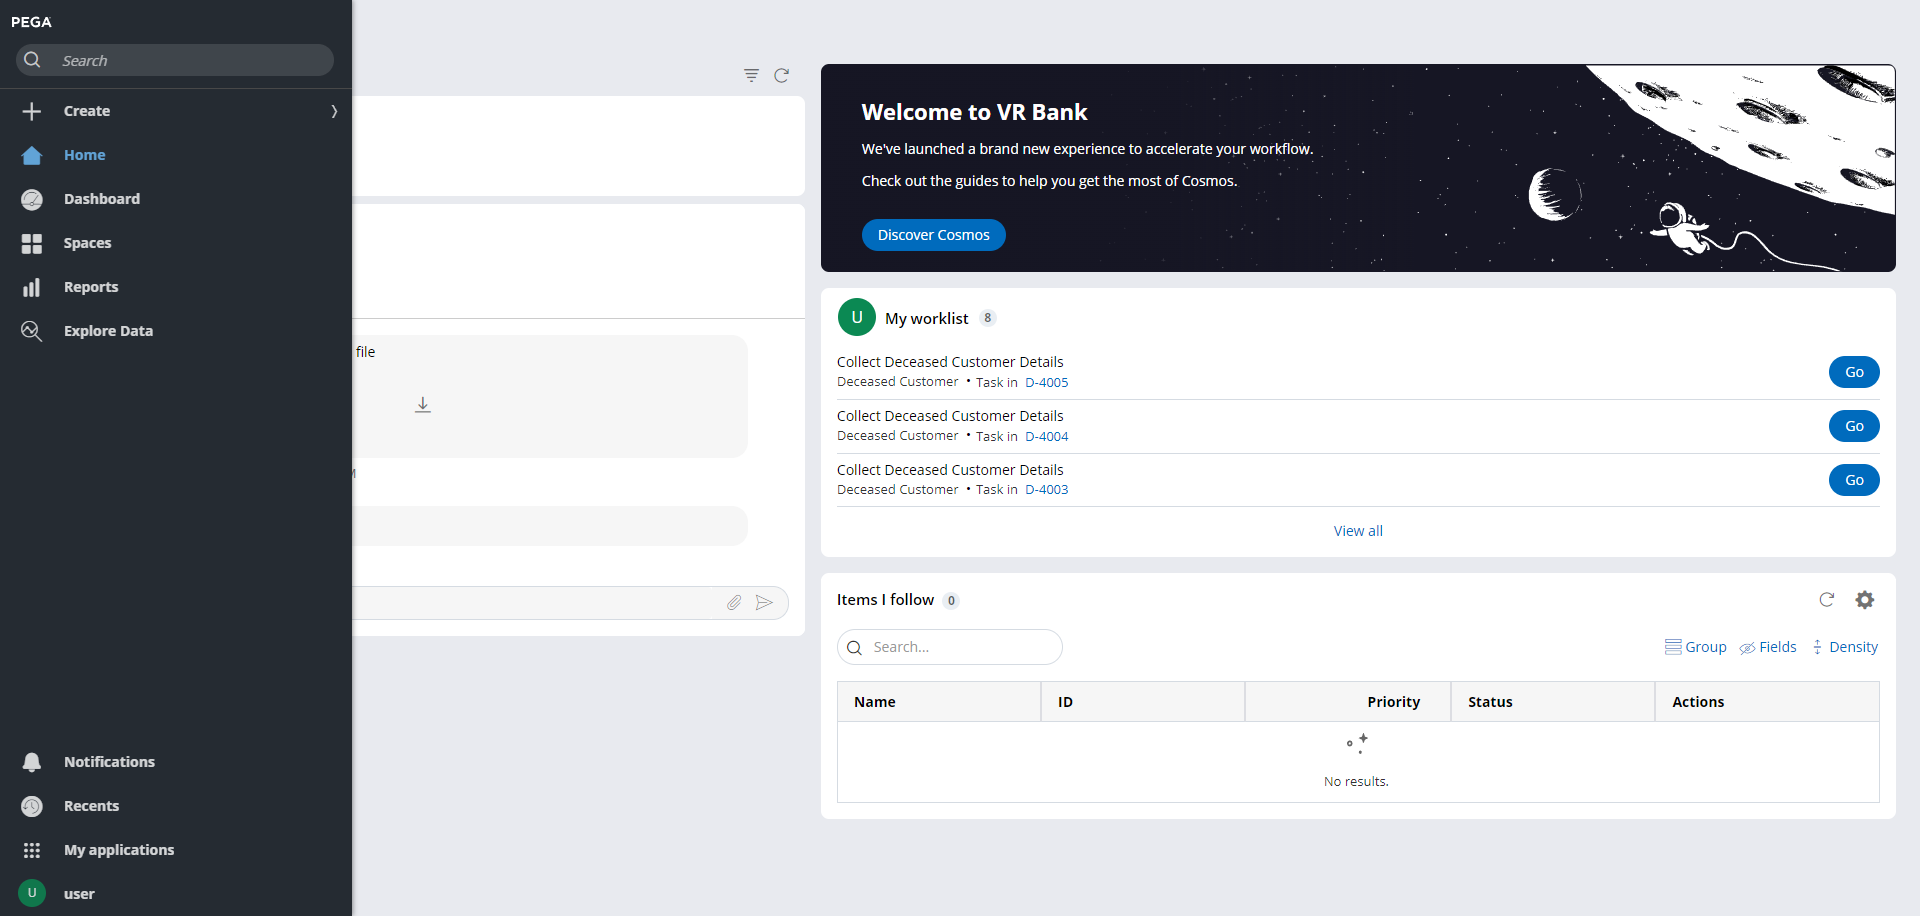 PEGA
Search
Create
Home
Dashboard
Spaces
Reports
Explore Data
Notifications
Recents
My applications
U
user
file
M
Welcome to VR Bank
We've launched a brand new experience to accelerate your workflow.
Check out the guides to help you get the most of Cosmos.
Discover Cosmos
U My worklist 8
Collect Deceased Customer Details
Deceased Customer • Task in D-4005
Go
Collect Deceased Customer Details
Deceased Customer • Task in D-4004
Go
Collect Deceased Customer Details
Deceased Customer • Task in D-4003
Go
View all
Items I follow 0
Search...
Group Fields Density
Name ID Priority Status Actions
No results.